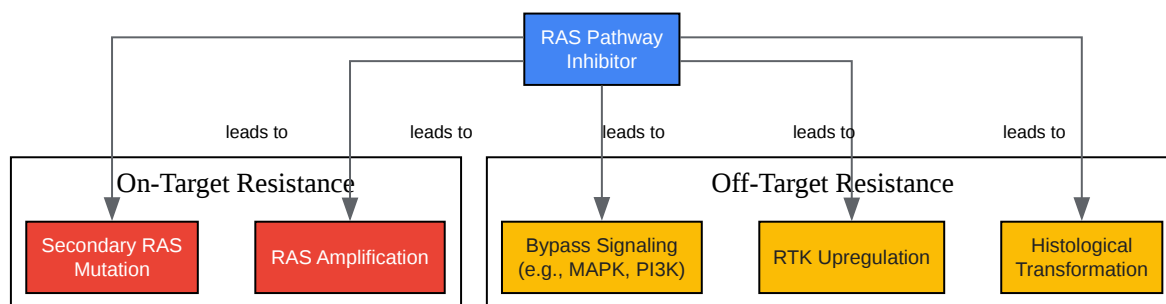 RAS Pathway
Inhibitor
leads to
leads to
leads to
leads to
leads to
On-Target Resistance
Off-Target Resistance
Secondary RAS
Mutation
RAS Amplification
Bypass Signaling
(e.g., MAPK, PI3K)
RTK Upregulation
Histological
Transformation